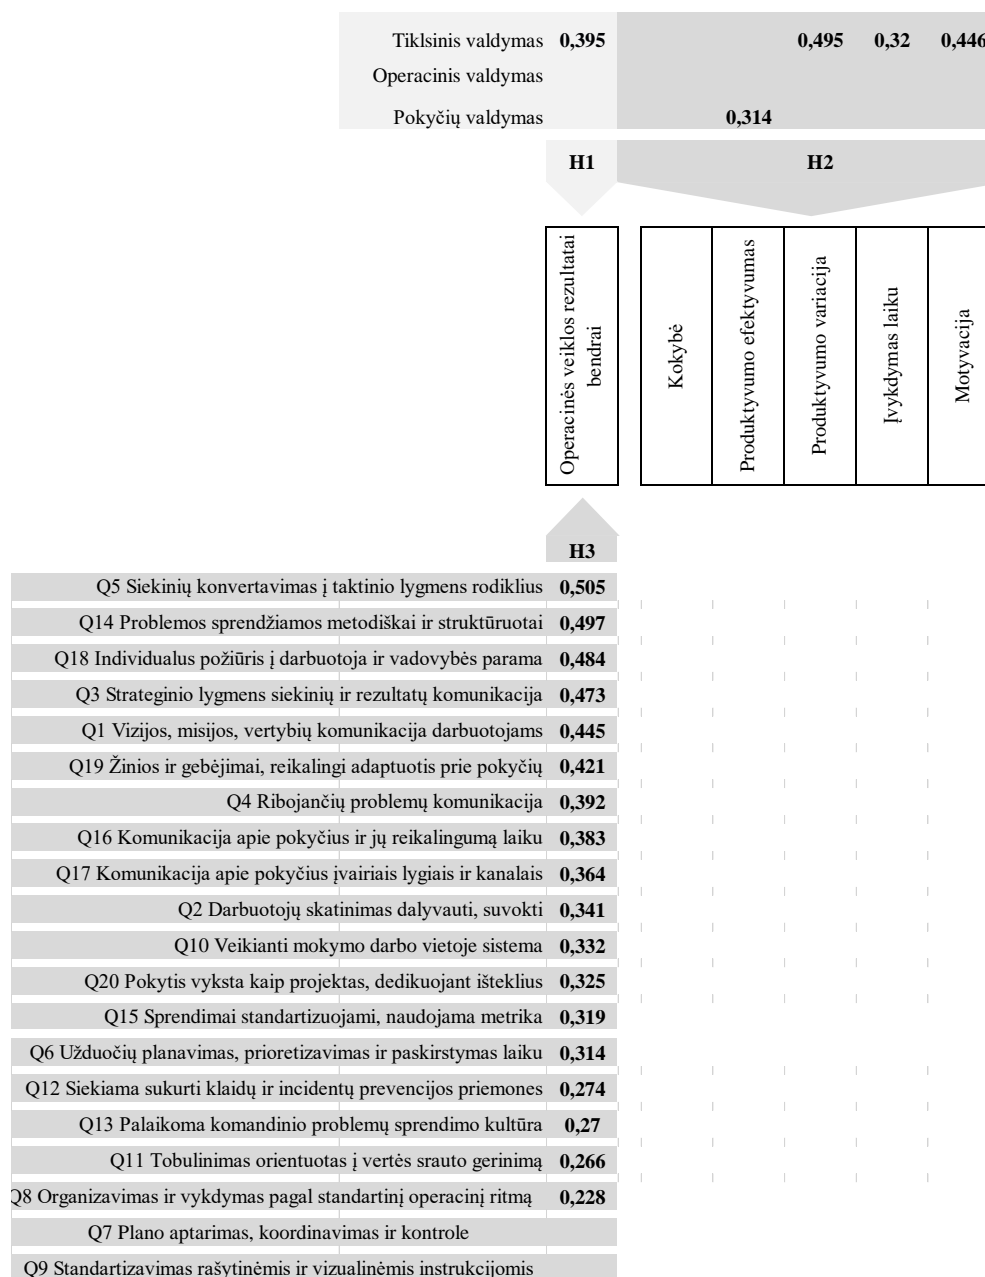 Tiklsinis valdymas 0,395 0,495 0,32 0,446
Operacinis valdymas
Pokyčių valdymas 0,314
H1 H2
Operacinės veiklos rezultatai
bendrai
Kokybė
Produktyvumo efektyvumas
Produktyvumo variacija
Įvykdymas laiku
Motyvacija
H3
Q5 Siekinių konvertavimas į taktinio lygmens rodiklius 0,505
Q14 Problemos sprendžiamos metodiškai ir struktūruotai 0,497
Q18 Individualus požiūris į darbuotoja ir vadovybės parama 0,484
Q3 Strateginio lygmens siekinių ir rezultatų komunikacija 0,473
Q1 Vizijos, misijos, vertybių komunikacija darbuotojams 0,445
Q19 Žinios ir gebėjimai, reikalingi adaptuotis prie pokyčių 0,421
Q4 Ribojančių problemų komunikacija 0,392
Q16 Komunikacija apie pokyčius ir jų reikalingumą laiku 0,383
Q17 Komunikacija apie pokyčius įvairiais lygiais ir kanalais 0,364
Q2 Darbuotojų skatinimas dalyvauti, suvokti 0,341
Q10 Veikianti mokymo darbo vietoje sistema 0,332
Q20 Pokytis vyksta kaip projektas, dedikuojant išteklius 0,325
Q15 Sprendimai standartizuojami, naudojama metrika 0,319
Q6 Užduočių planavimas, prioretizavimas ir paskirstymas laiku 0,314
Q12 Siekiama sukurti klaidų ir incidentų prevencijos priemones 0,274
Q13 Palaikoma komandinio problemų sprendimo kultūra 0,27
Q11 Tobulinimas orientuotas į vertės srauto gerinimą 0,266
Q8 Organizavimas ir vykdymas pagal standartinį operacinį ritmą 0,228
Q7 Plano aptarimas, koordinavimas ir kontrole
Q9 Standartizavimas rašytinėmis ir vizualinėmis instrukcijomis